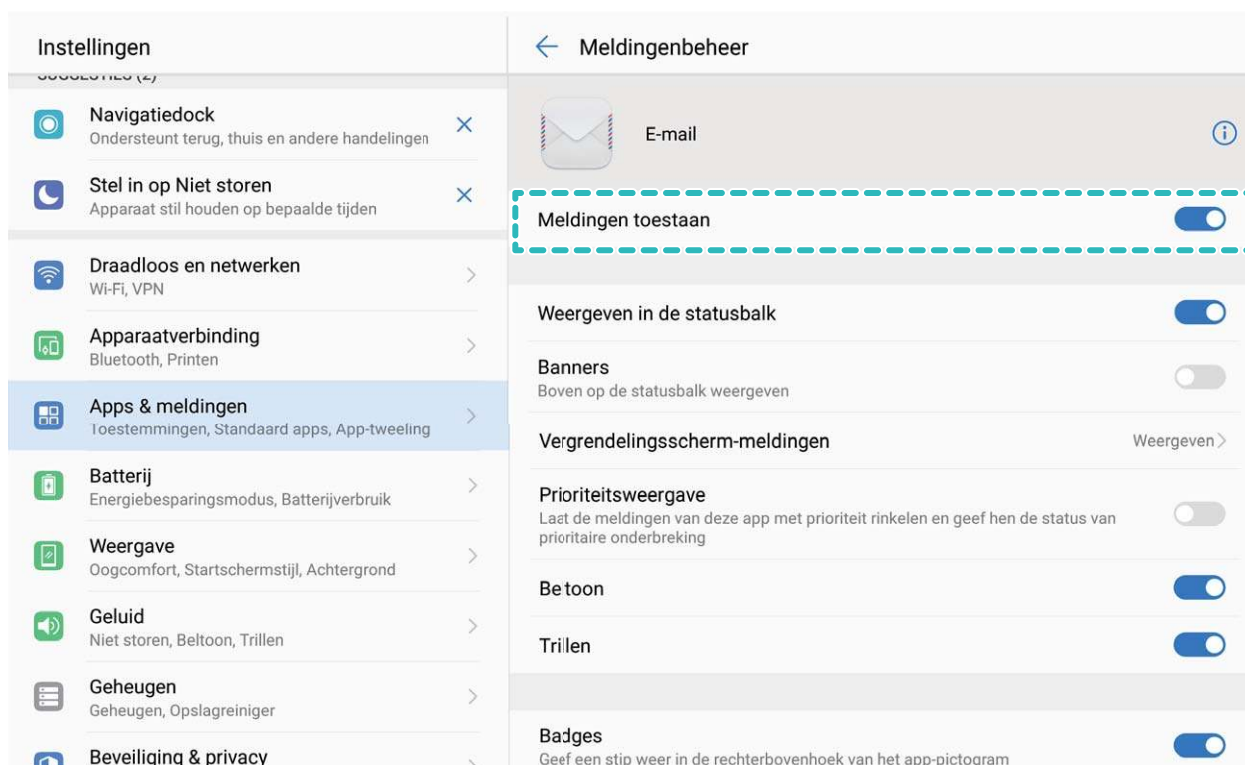 Instellingen
SUGGESTIES (2)
Navigatiedock
Ondersteunt terug, thuis en andere handelingen
Stel in op Niet storen
Apparaat stil houden op bepaalde tijden
Draadloos en netwerken
Wi-Fi, VPN
Apparaatverbinding
Bluetooth, Printen
Apps & meldingen
Toestemmingen, Standaard apps, App-tweeling
Batterij
Energiebesparingsmodus, Batterijverbruik
Weergave
Oogcomfort, Startschermstijl, Achtergrond
Geluid
Niet storen, Beltoon, Trillen
Geheugen
Geheugen, Opslagreiniger
Beveiliging & privacy
Meldingenbeheer
E-mail
Meldingen toestaan
Weergeven in de statusbalk
Banners
Boven op de statusbalk weergeven
Vergrendelingsscherm-meldingen
Weergeven
Prioriteitsweergave
Laat de meldingen van deze app met prioriteit rinkelen en geef hen de status van
prioritaire onderbreking
Be toon
Trillen
Badges
Geef een stip weer in de rechterbovenhoek van het app-pictogram